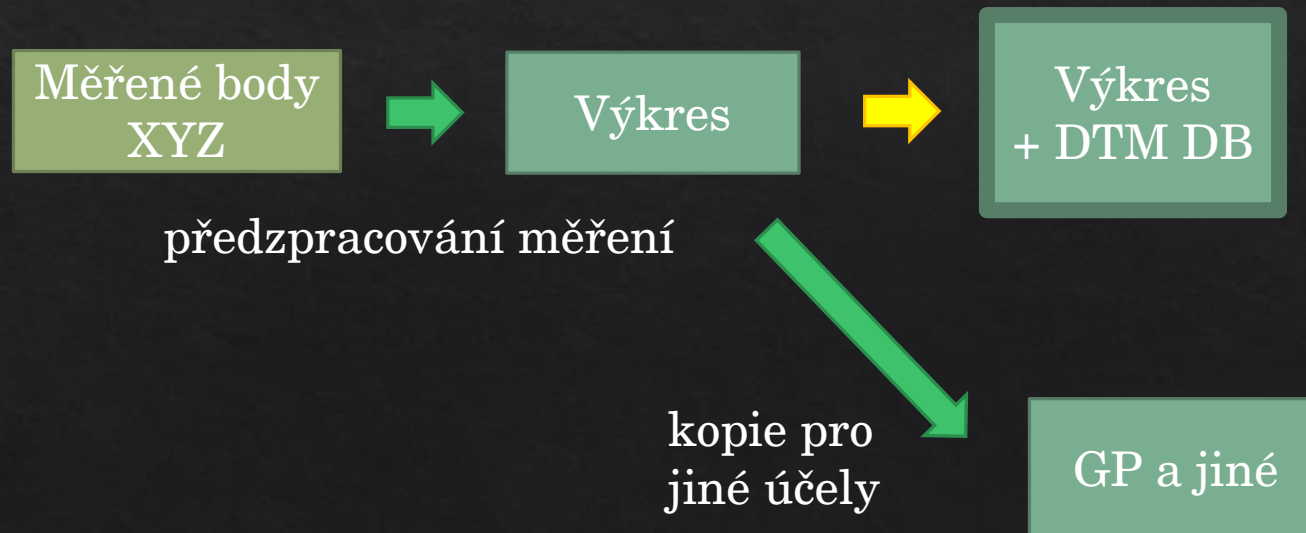 Měřené body
XYZ
Výkres
Výkres
+ DTM DB
předzpracování měření
kopie pro
jiné účely
GP a jiné